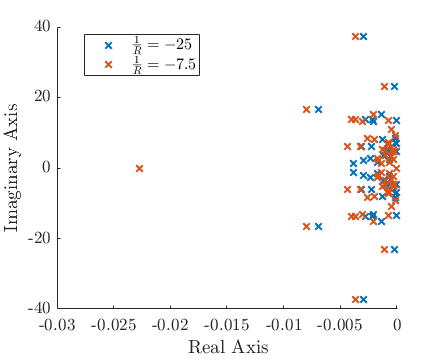 40
20
0
-20
-40
Imaginary Axis
1/R = −25
1/R = −7.5
-0.03 -0.025 -0.02 -0.015 -0.01 -0.005 0
Real Axis